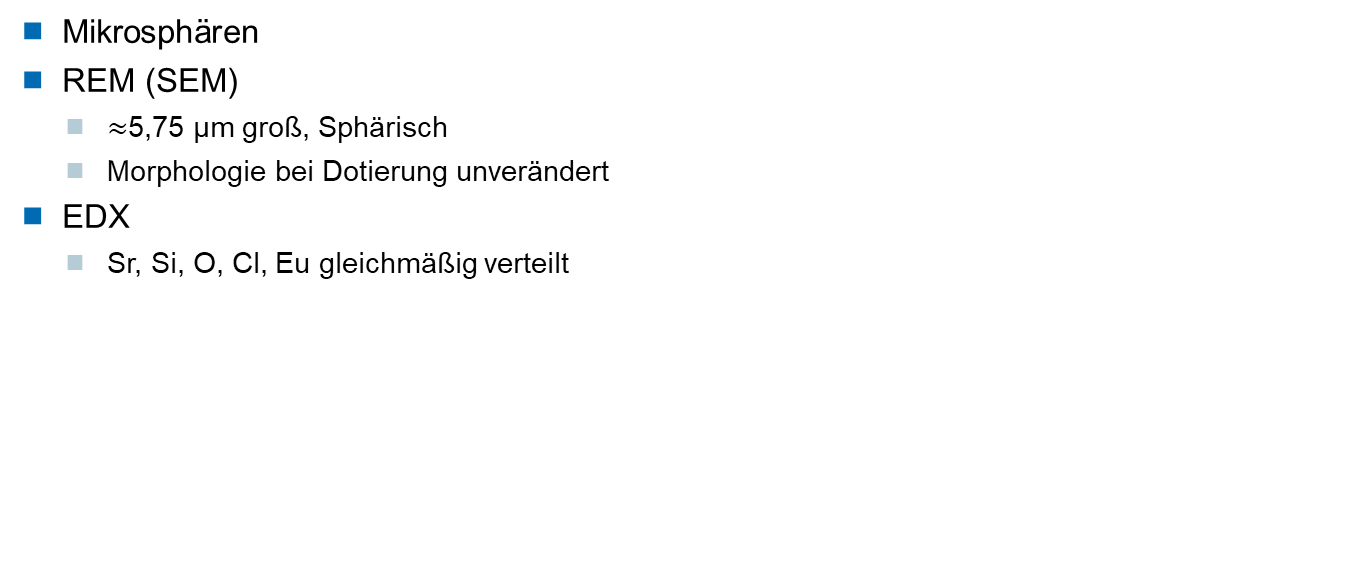 Mikrosphären
REM (SEM)
≈5,75 µm groß, Sphärisch
Morphologie bei Dotierung unverändert
EDX
Sr, Si, O, Cl, Eu gleichmäßig verteilt